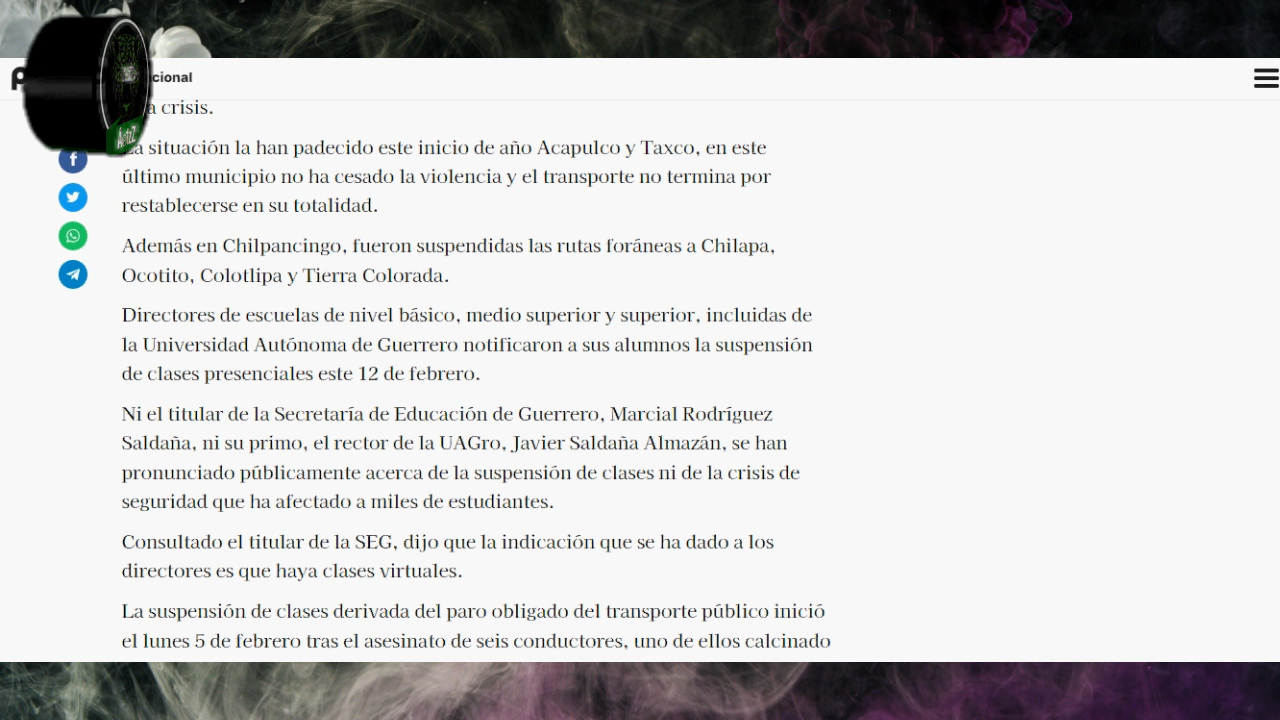 cional
a crisis.
a situación la han padecido este inicio de año Acapulco y Taxco, en este
último municipio no ha cesado la violencia y el transporte no termina por
restablecerse en su totalidad.
Además en Chilpancingo, fueron suspendidas las rutas foráneas a Chilapa,
Ocotito, Colotlipa y Tierra Colorada.
Directores de escuelas de nivel básico, medio superior y superior, incluidas de
la Universidad Autónoma de Guerrero notificaron a sus alumnos la suspensión
de clases presenciales este 12 de febrero.
Ni el titular de la Secretaría de Educación de Guerrero, Marcial Rodríguez
Saldaña, ni su primo, el rector de la UAGro, Javier Saldaña Almazán, se han
pronunciado públicamente acerca de la suspensión de clases ni de la crisis de
seguridad que ha afectado a miles de estudiantes.
Consultado el titular de la SEG, dijo que la indicación que se ha dado a los
directores es que haya clases virtuales.
La suspensión de clases derivada del paro obligado del transporte público inició
el lunes 5 de febrero tras el asesinato de seis conductores, uno de ellos calcinado